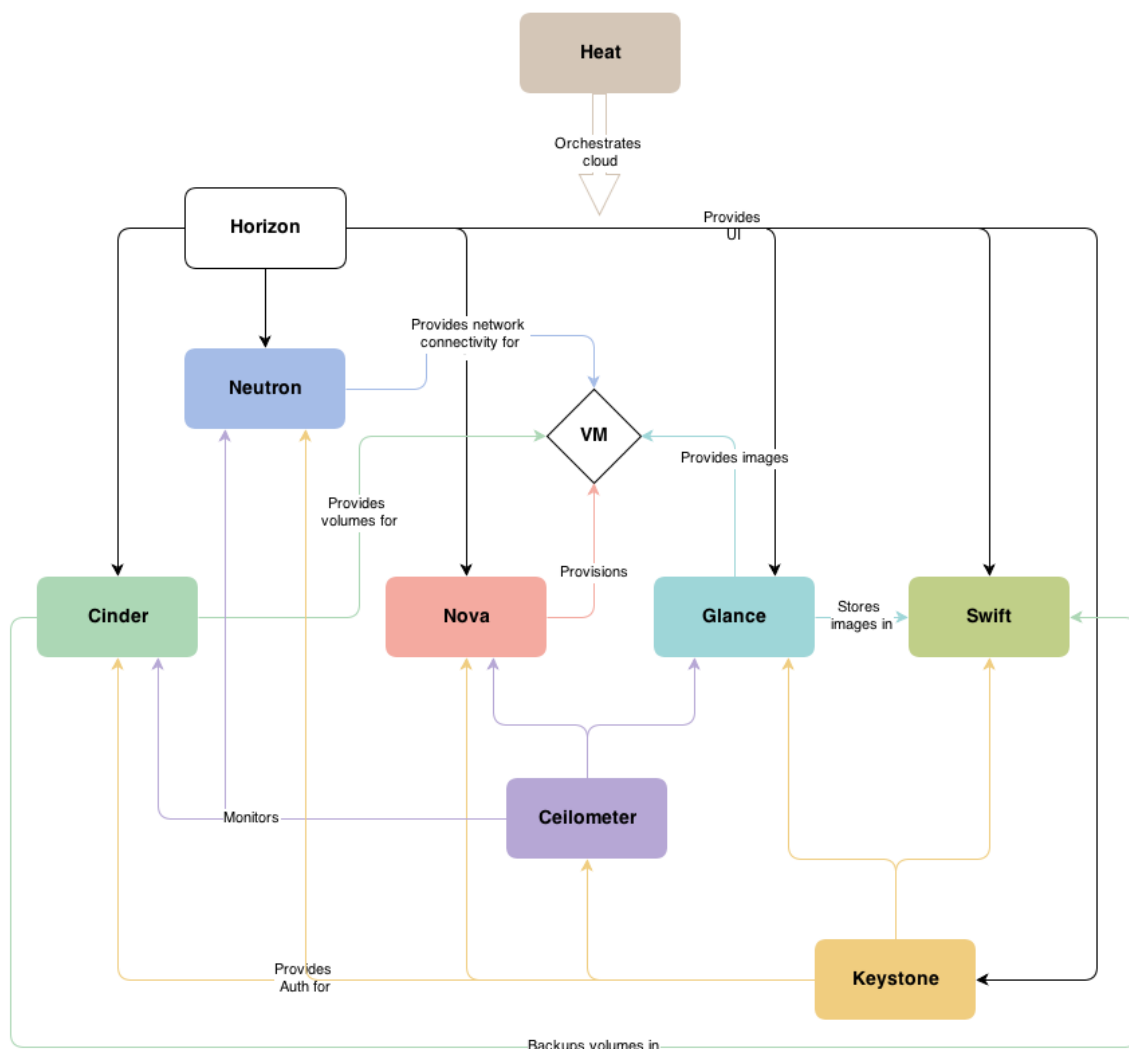 Heat
Orchestrates
cloud
Provides
UI
Horizon
Provides network
connectivity for
Neutron
VM
Provides images
Provides
volumes for
Provisions
Cinder
Nova
Glance
Stores
images in
Swift
Ceilometer
Monitors
Provides
Auth for
Keystone
Backups volumes in